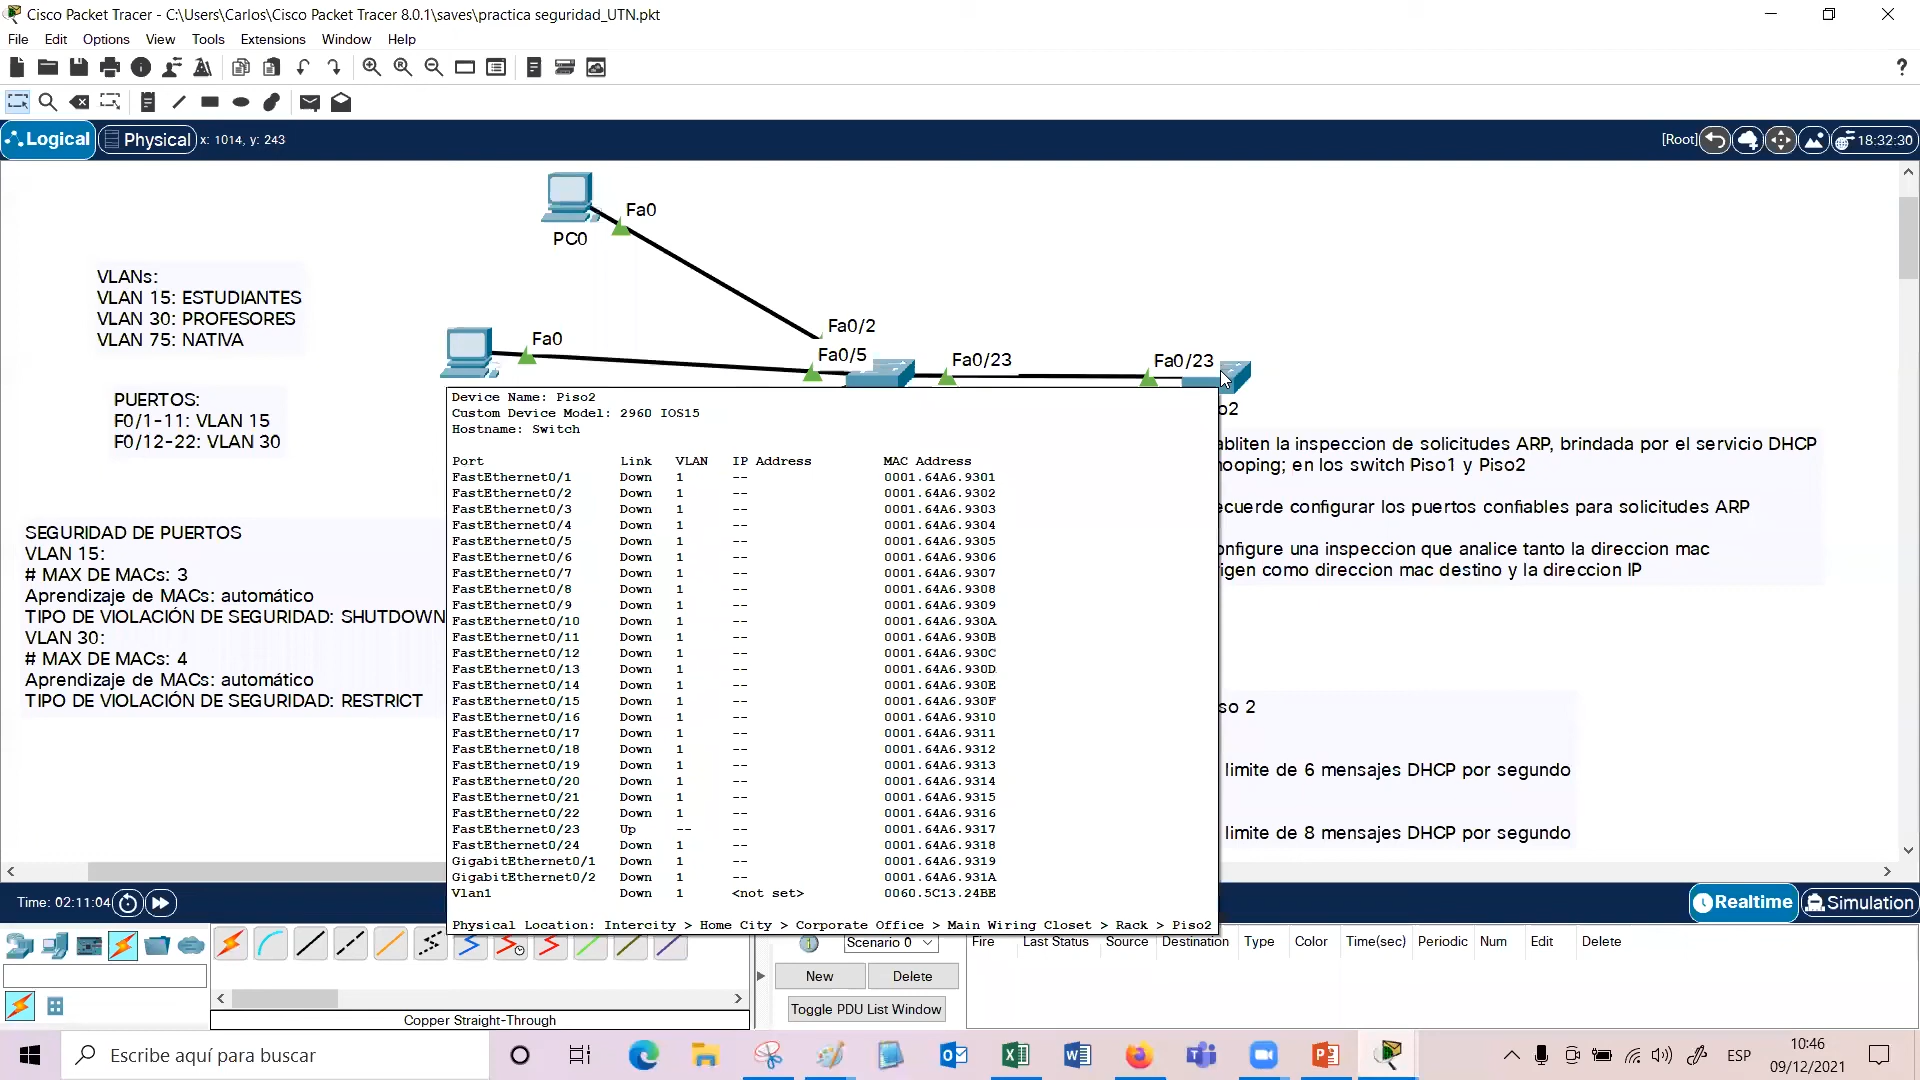 Cisco Packet Tracer - C:\Users\Carlos\Cisco Packet Tracer 8.0.1\saves\practica seguridad_UTN.pkt
File Edit Options View Tools Extensions Window Help
?
Logical Physical x: 1014, y: 243 [Root] 18:32:30
Fa0
PC0
VLANs:
VLAN 15: ESTUDIANTES
VLAN 30: PROFESORES
VLAN 75: NATIVA
Fa0/2
Fa0
Fa0/5
Fa0/23
Fa0/23
PUERTOS:
F0/1-11: VLAN 15
F0/12-22: VLAN 30
SEGURIDAD DE PUERTOS
VLAN 15:
# MAX DE MACs: 3
Aprendizaje de MACs: automático
TIPO DE VIOLACIÓN DE SEGURIDAD: SHUTDOWN
VLAN 30:
# MAX DE MACs: 4
Aprendizaje de MACs: automático
TIPO DE VIOLACIÓN DE SEGURIDAD: RESTRICT
Device Name: Piso2
Custom Device Model: 2960 IOS15
Hostname: Switch
Port Link VLAN IP Address MAC Address
FastEthernet0/1 Down 1 -- 0001.64A6.9301
FastEthernet0/2 Down 1 -- 0001.64A6.9302
FastEthernet0/3 Down 1 -- 0001.64A6.9303
FastEthernet0/4 Down 1 -- 0001.64A6.9304
FastEthernet0/5 Down 1 -- 0001.64A6.9305
FastEthernet0/6 Down 1 -- 0001.64A6.9306
FastEthernet0/7 Down 1 -- 0001.64A6.9307
FastEthernet0/8 Down 1 -- 0001.64A6.9308
FastEthernet0/9 Down 1 -- 0001.64A6.9309
FastEthernet0/10 Down 1 -- 0001.64A6.930A
FastEthernet0/11 Down 1 -- 0001.64A6.930B
FastEthernet0/12 Down 1 -- 0001.64A6.930C
FastEthernet0/13 Down 1 -- 0001.64A6.930D
FastEthernet0/14 Down 1 -- 0001.64A6.930E
FastEthernet0/15 Down 1 -- 0001.64A6.930F
FastEthernet0/16 Down 1 -- 0001.64A6.9310
FastEthernet0/17 Down 1 -- 0001.64A6.9311
FastEthernet0/18 Down 1 -- 0001.64A6.9312
FastEthernet0/19 Down 1 -- 0001.64A6.9313
FastEthernet0/20 Down 1 -- 0001.64A6.9314
FastEthernet0/21 Down 1 -- 0001.64A6.9315
FastEthernet0/22 Down 1 -- 0001.64A6.9316
FastEthernet0/23 Up -- -- 0001.64A6.9317
FastEthernet0/24 Down 1 -- 0001.64A6.9318
GigabitEthernet0/1 Down 1 -- 0001.64A6.9319
GigabitEthernet0/2 Down 1 -- 0001.64A6.931A
Vlan1 Down 1 <not set> 0060.5C13.24BE
Physical Location: Intercity > Home City > Corporate Office > Main Wiring Closet > Rack > Piso2
o2
abliten la inspeccion de solicitudes ARP, brindada por el servicio DHCP
nooping; en los switch Piso1 y Piso2
ecuerde configurar los puertos confiables para solicitudes ARP
onfigure una inspeccion que analice tanto la direccion mac
igen como direccion mac destino y la direccion IP
so 2
limite de 6 mensajes DHCP por segundo
limite de 8 mensajes DHCP por segundo
Time: 02:11:04
Realtime Simulation
Scenario 0
Fire Last Status Source Destination Type Color Time(sec) Periodic Num Edit Delete
New Delete
Toggle PDU List Window
Copper Straight-Through
Escribe aquí para buscar
ESP
10:46
09/12/2021